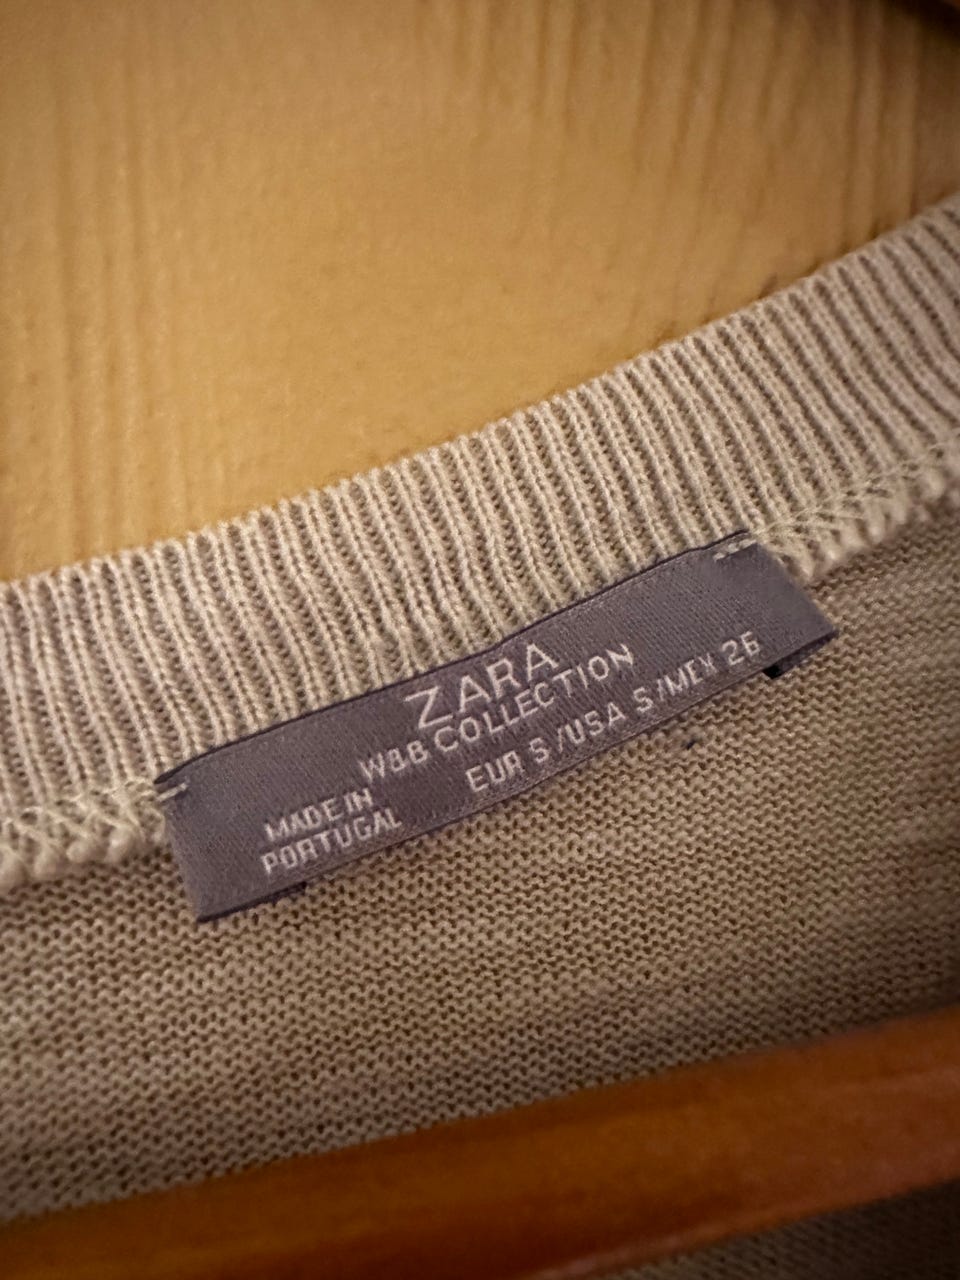 ZARA
W&B COLLECTION
EUR S /USA S /MEX 26
MADE IN
PORTUGAL